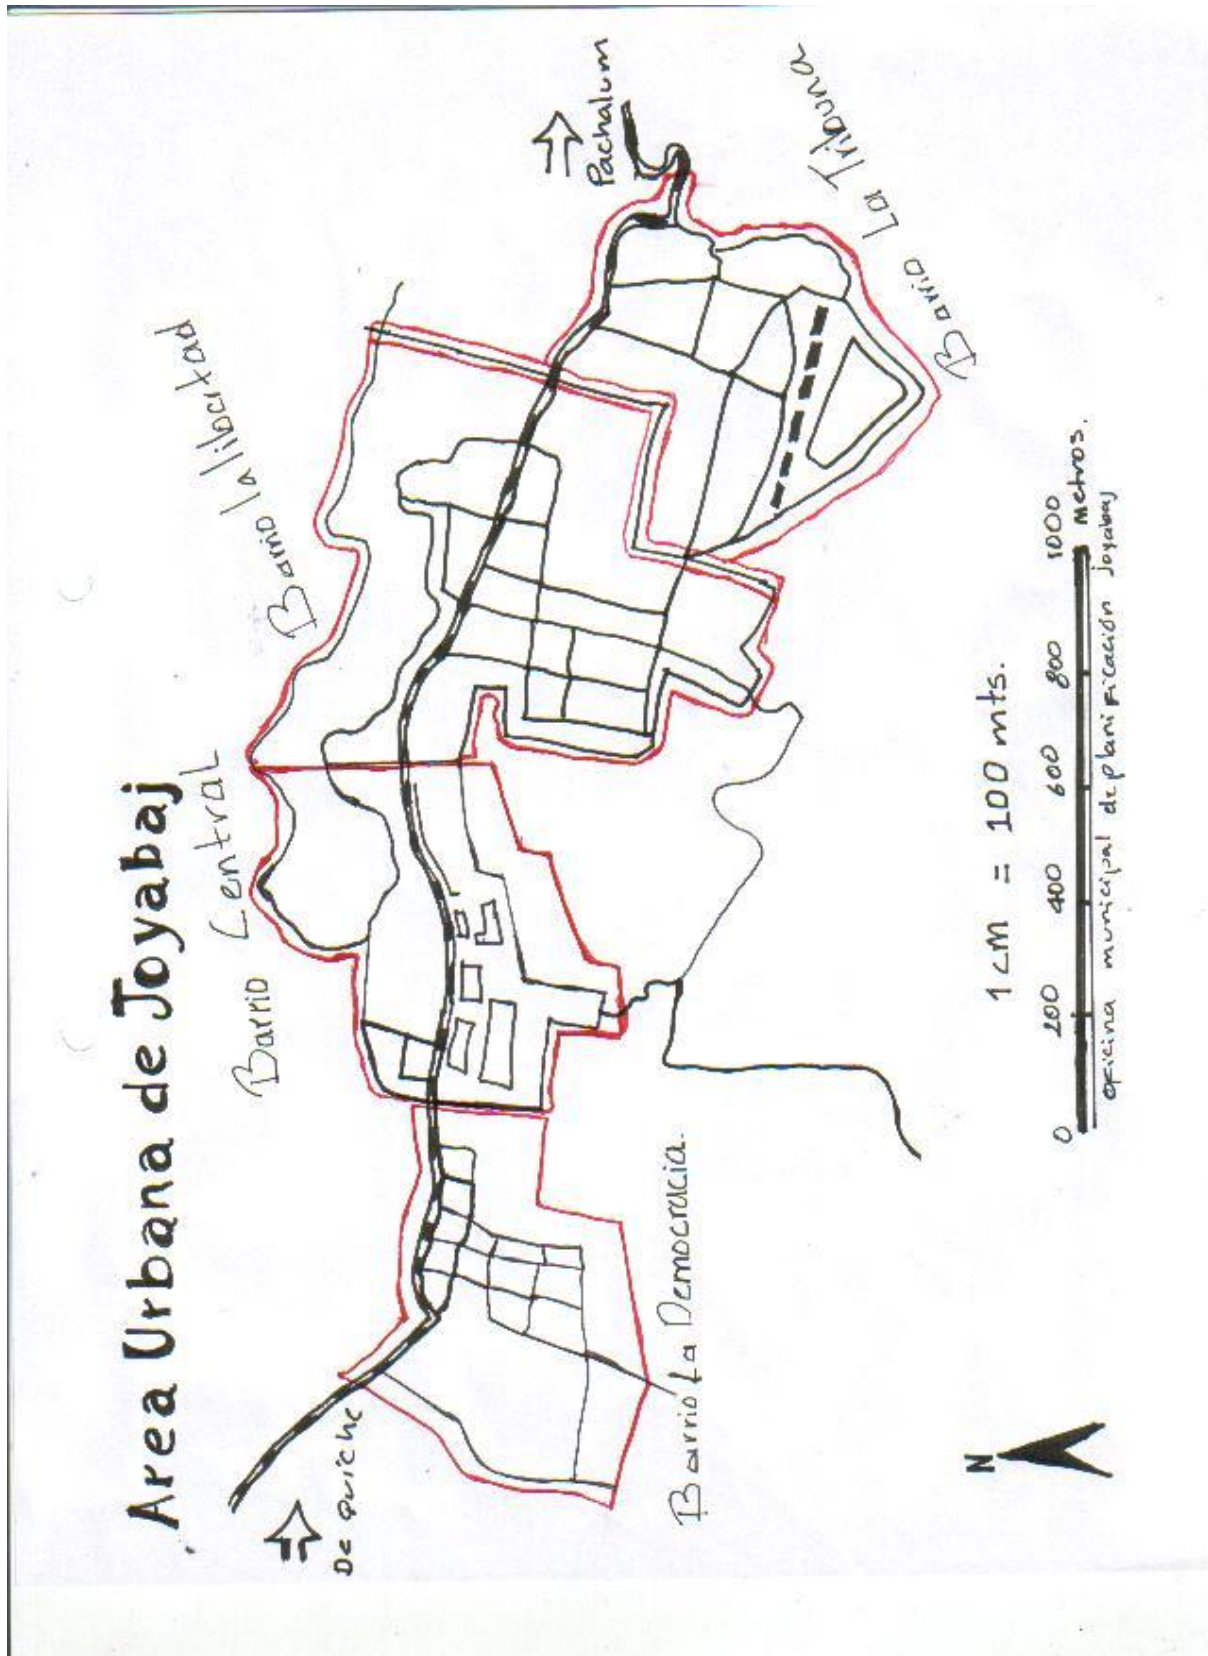 Area Urbana de Joyabaj
Barrio Central
Barrio la libertad
Pachalum
Barrio La Tribuna
De Quiche
Barrio La Democracia.
N
1 cm = 100 mts.
0 200 400 600 800 1000
Metros.
oficina municipal de planificación joyabaj